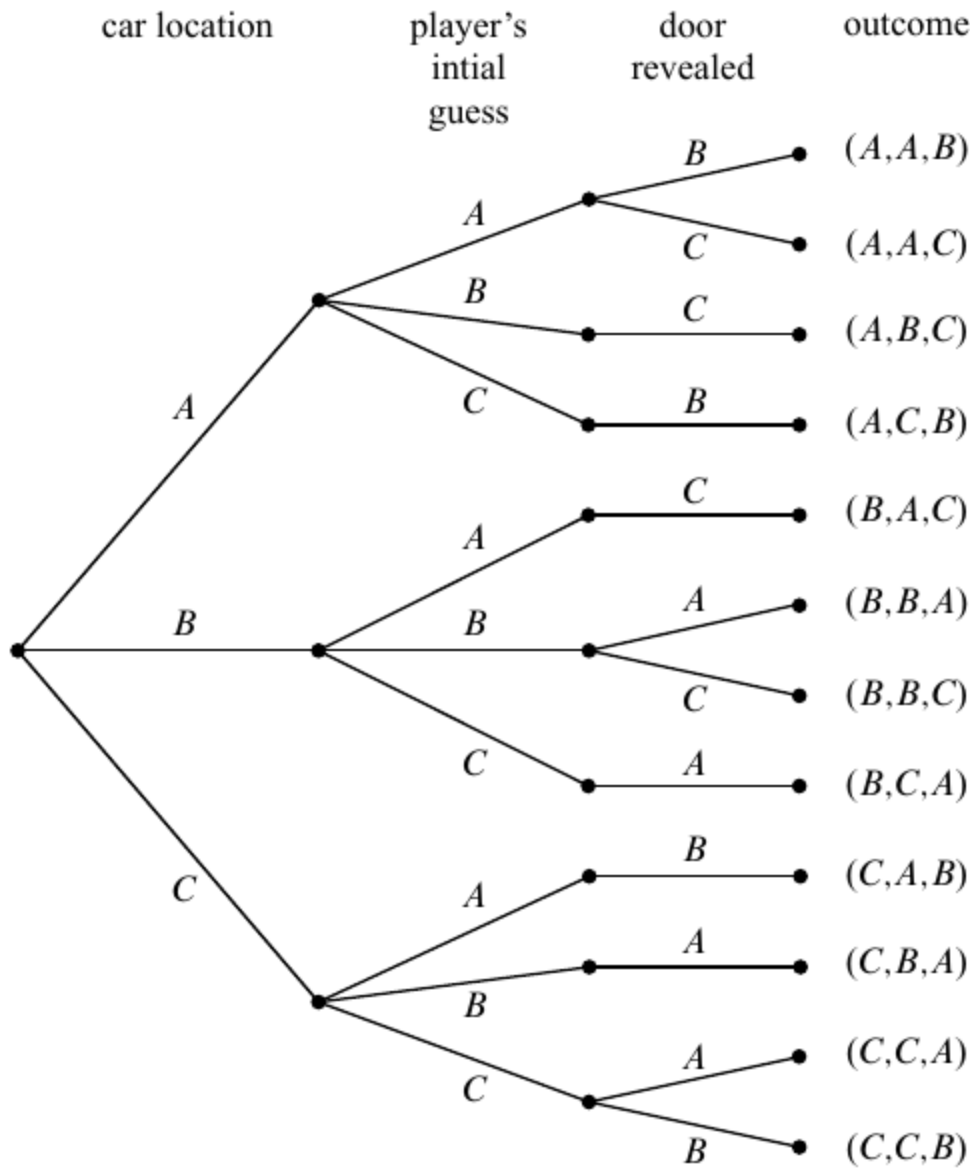 car location
player's
intial
guess
door
revealed
outcome
B
(A,A,B)
A
C
(A,A,C)
B
C
(A,B,C)
A
C
B
(A,C,B)
C
(B,A,C)
A
A
(B,B,A)
B
B
C
(B,B,C)
C
A
(B,C,A)
B
(C,A,B)
C
A
A
(C,B,A)
B
A
(C,C,A)
C
B
(C,C,B)